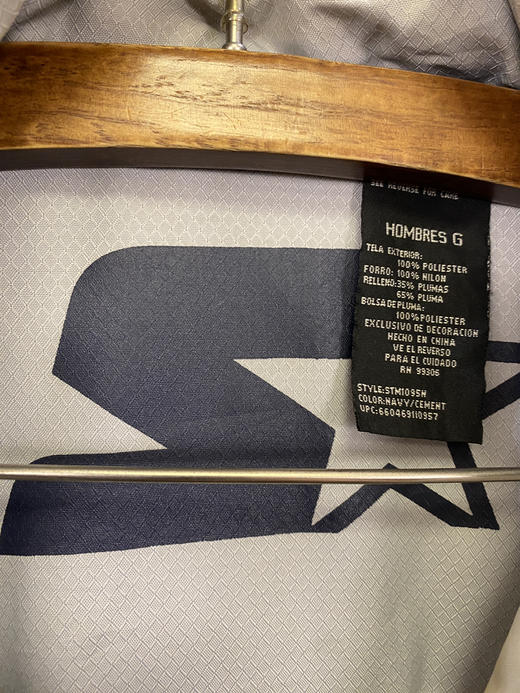 SEE REVERSE FOR CARE
HOMBRES G
TELA EXTERIOR:
100% POLIESTER
FORRO: 100% NILON
RELLENO:35% PLUMAS
65% PLUMA
BOLSA DE PLUMA:
100% POLIESTER
EXCLUSIVO DE DECORACION
HECHO EN CHINA
VE EL REVERSO
PARA EL CUIDADO
RN 99306
STYLE:STM1095H
COLOR:NAVY/CEMENT
UPC:660469110957